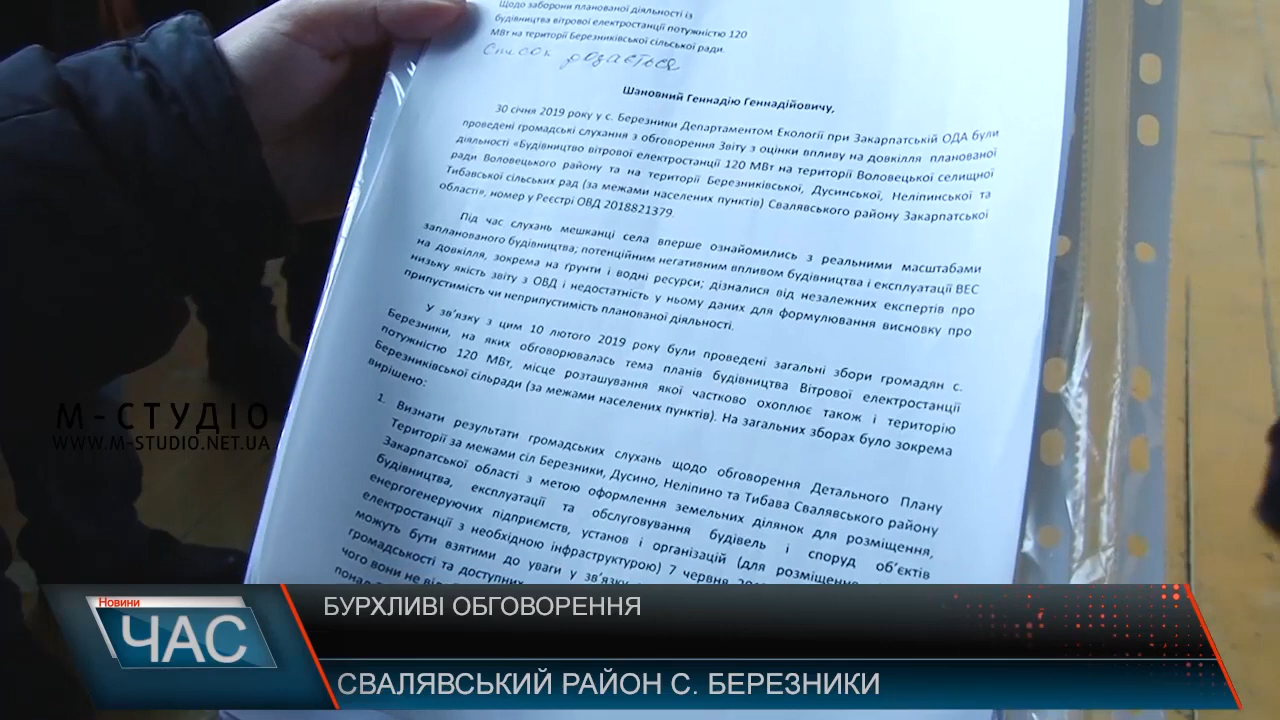 Щодо заборони планованої діяльності із
будівництва вітрової електростанції потужністю 120
МВт на території Березниківської сільської ради.
Список додається
Шановний Геннадію Геннадійовичу,
30 січня 2019 року у с. Березники Департаментом Екології при Закарпатській ОДА були
проведені громадські слухання з обговорення Звіту з оцінки впливу на довкілля планованої
діяльності «Будівництво вітрової електростанції 120 МВт на території Воловецької селищної
ради Воловецького району та на території Березниківської, Дусинської, Неліпинської та
Тибавської сільських рад (за межами населених пунктів) Свалявського району Закарпатської
області», номер у Реєстрі ОВД 2018821379.
Під час слухань мешканці села вперше ознайомились з реальними масштабами
запланованого будівництва; потенційним негативним впливом будівництва і експлуатації ВЕС
на довкілля, зокрема на ґрунти і водні ресурси; дізналися від незалежних експертів про
низьку якість звіту з ОВД і недостатність у ньому даних для формулювання висновку про
припустимість чи неприпустимість планованої діяльності.
У зв’язку з цим 10 лютого 2019 року були проведені загальні збори громадян с.
Березники, на яких обговорювалась тема планів будівництва Вітрової електростанції
потужністю 120 МВт, місце розташування якої частково охоплює також і територію
Березниківської сільради (за межами населених пунктів). На загальних зборах було зокрема
вирішено:
1. Визнати результати громадських слухань щодо обговорення Детального Плану
Території за межами сіл Березники, Дусино, Неліпино та Тибава Свалявського району
Закарпатської області з метою оформлення земельних ділянок для розміщення,
будівництва, експлуатації та обслуговування будівель і споруд об’єктів
енергогенеруючих підприємств, установ і організацій (для розміщення
електростанції з необхідною інфраструктурою) 7 червня
можуть бути взятими до уваги у зв’язку
громадськості та доступних
чого вони не
М-СТУДІО
WWW.M-STUDIO.NET.UA
Новини
ЧАС
БУРХЛИВІ ОБГОВОРЕННЯ
СВАЛЯВСЬКИЙ РАЙОН С. БЕРЕЗНИКИ